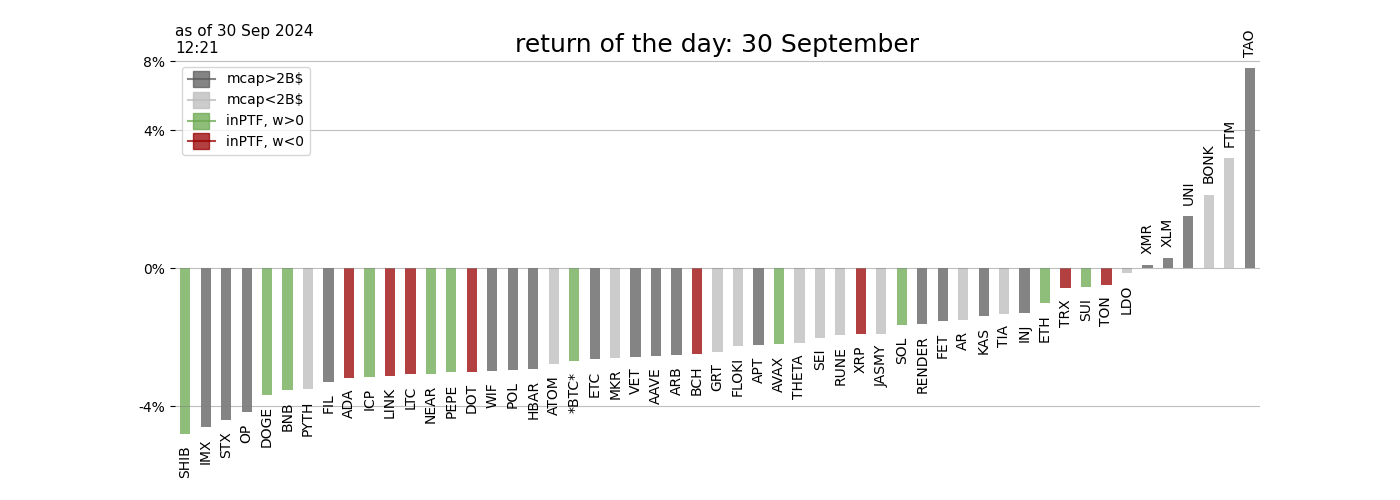 as of 30 Sep 2024
12:21
return of the day: 30 September
8%
4%
0%
-4%
mcap>2B$
mcap<2B$
inPTF, w>0
inPTF, w<0
SHIB
IMX
STX
OP
DOGE
BNB
PYTH
FIL
ADA
ICP
LINK
LTC
NEAR
PEPE
DOT
WIF
POL
HBAR
ATOM
*BTC*
ETC
MKR
VET
AAVE
ARB
BCH
GRT
FLOKI
APT
AVAX
THETA
SEI
RUNE
XRP
JASMY
SOL
RENDER
FET
AR
KAS
TIA
INJ
ETH
TRX
SUI
TON
LDO
XMR
XLM
UNI
BONK
FTM
TAO